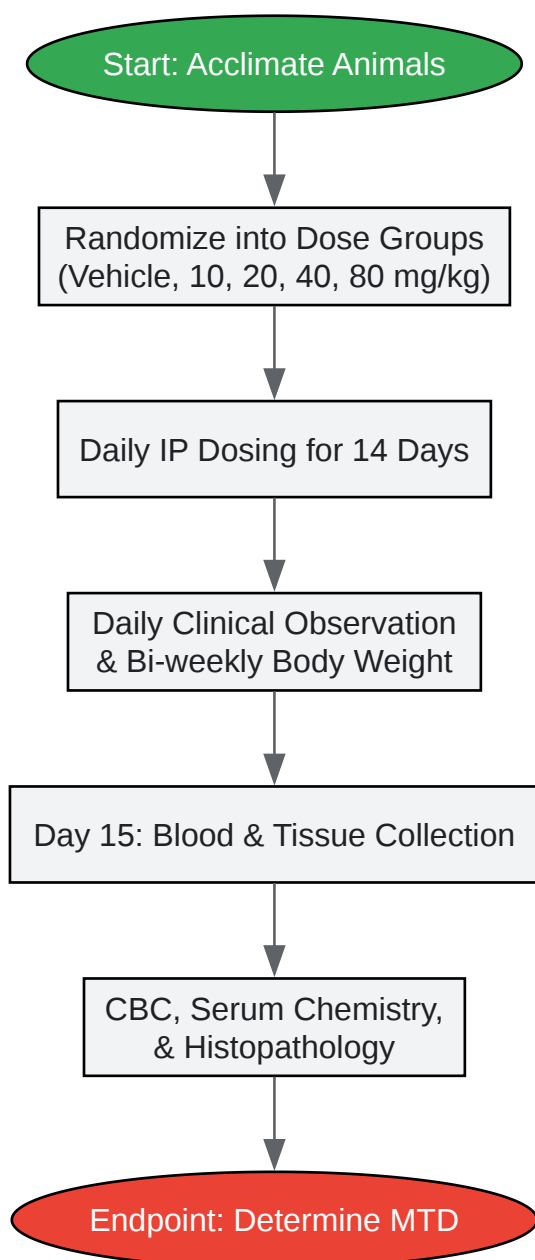 Start: Acclimate Animals
Randomize into Dose Groups
(Vehicle, 10, 20, 40, 80 mg/kg)
Daily IP Dosing for 14 Days
Daily Clinical Observation
& Bi-weekly Body Weight
Day 15: Blood & Tissue Collection
CBC, Serum Chemistry,
& Histopathology
Endpoint: Determine MTD